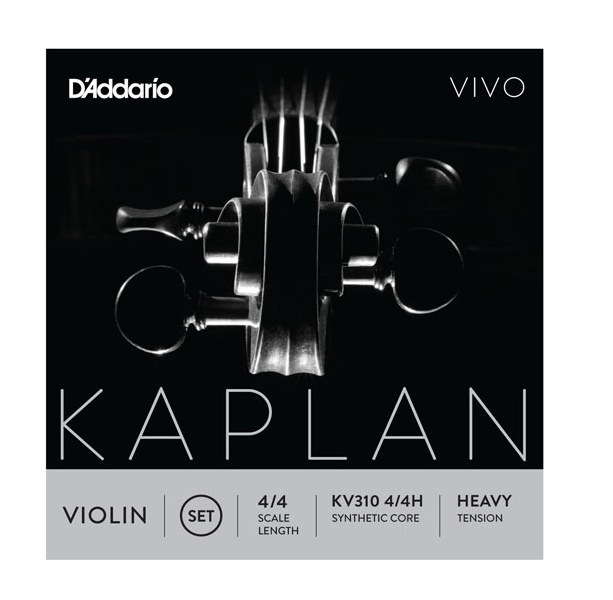 D'Addario
VIVO
KAPLAN
VIOLIN
SET
4/4
SCALE
LENGTH
KV310 4/4H
SYNTHETIC CORE
HEAVY
TENSION